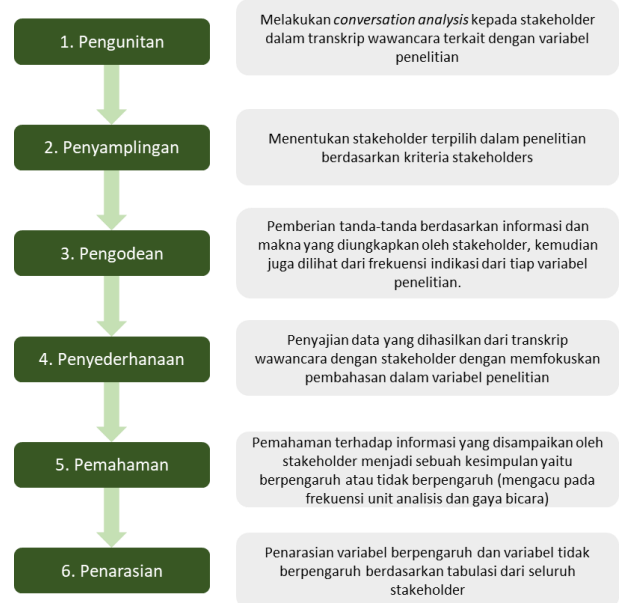 1. Pengunitan
Melakukan conversation analysis kepada stakeholder
dalam transkrip wawancara terkait dengan variabel
penelitian
2. Penyamplingan
Menentukan stakeholder terpilih dalam penelitian
berdasarkan kriteria stakeholders
3. Pengodean
Pemberian tanda-tanda berdasarkan informasi dan
makna yang diungkapkan oleh stakeholder, kemudian
juga dilihat dari frekuensi indikasi dari tiap variabel
penelitian.
4. Penyederhanaan
Penyajian data yang dihasilkan dari transkrip
wawancara dengan stakeholder dengan memfokuskan
pembahasan dalam variabel penelitian
5. Pemahaman
Pemahaman terhadap informasi yang disampaikan oleh
stakeholder menjadi sebuah kesimpulan yaitu
berpengaruh atau tidak berpengaruh (mengacu pada
frekuensi unit analisis dan gaya bicara)
6. Penarasian
Penarasian variabel berpengaruh dan variabel tidak
berpengaruh berdasarkan tabulasi dari seluruh
stakeholder